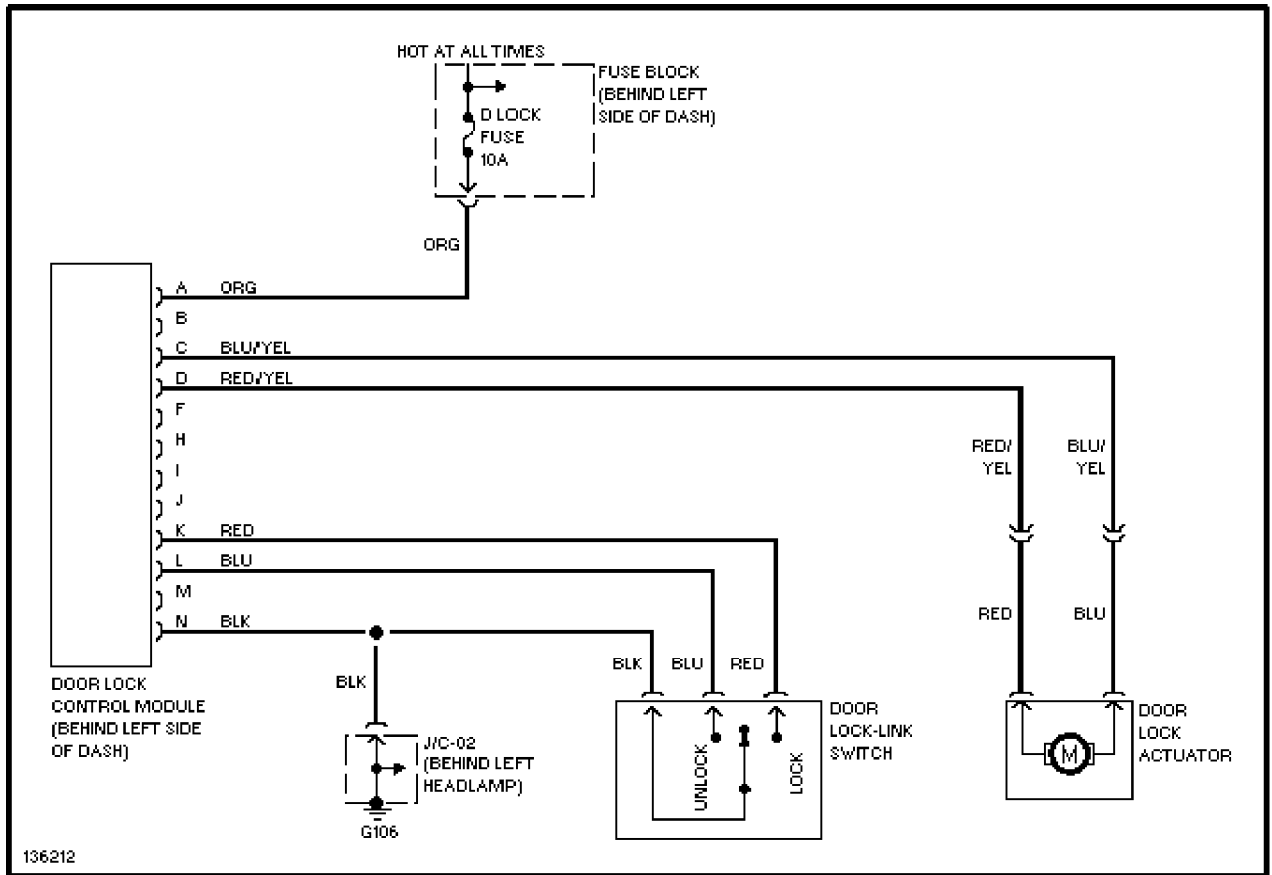 HOT AT ALL TIMES
FUSE BLOCK
(BEHIND LEFT
SIDE OF DASH)
D LOCK
FUSE
10A
ORG
A ORG
B
C BLU/YEL
D RED/YEL
F
H
I
J
K RED
L BLU
M
N BLK
RED/
YEL
BLU/
YEL
RED
BLU
BLK
BLK
BLU
RED
DOOR LOCK
CONTROL MODULE
(BEHIND LEFT SIDE
OF DASH)
J/C-02
(BEHIND LEFT
HEADLAMP)
G106
UNLOCK
LOCK
DOOR
LOCK-LINK
SWITCH
M
DOOR
LOCK
ACTUATOR
136212